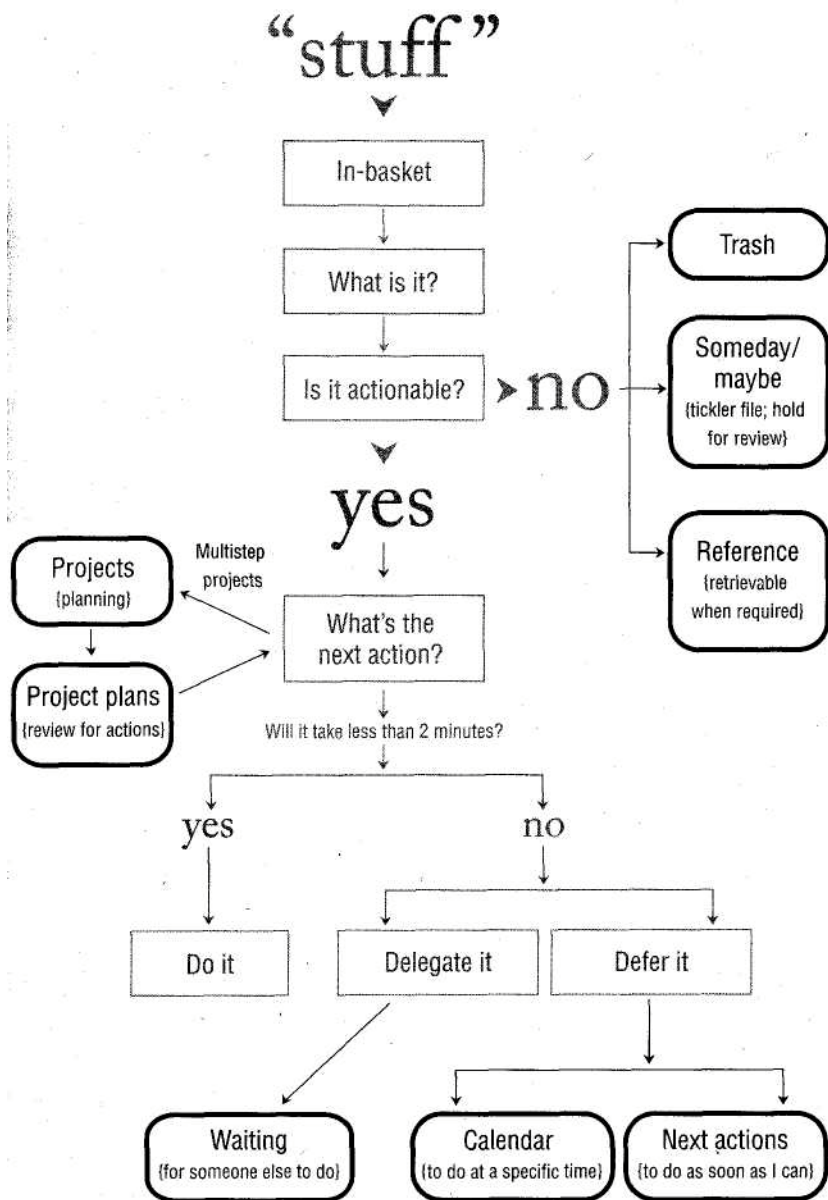 “stuff”
In-basket
What is it?
Is it actionable?
no
Trash
Someday/
maybe
{tickler file; hold
for review}
Reference
{retrievable
when required}
yes
Multistep
projects
Projects
{planning}
Project plans
{review for actions}
What's the
next action?
Will it take less than 2 minutes?
yes
no
Do it
Delegate it
Defer it
Waiting
{for someone else to do}
Calendar
{to do at a specific time}
Next actions
{to do as soon as I can}